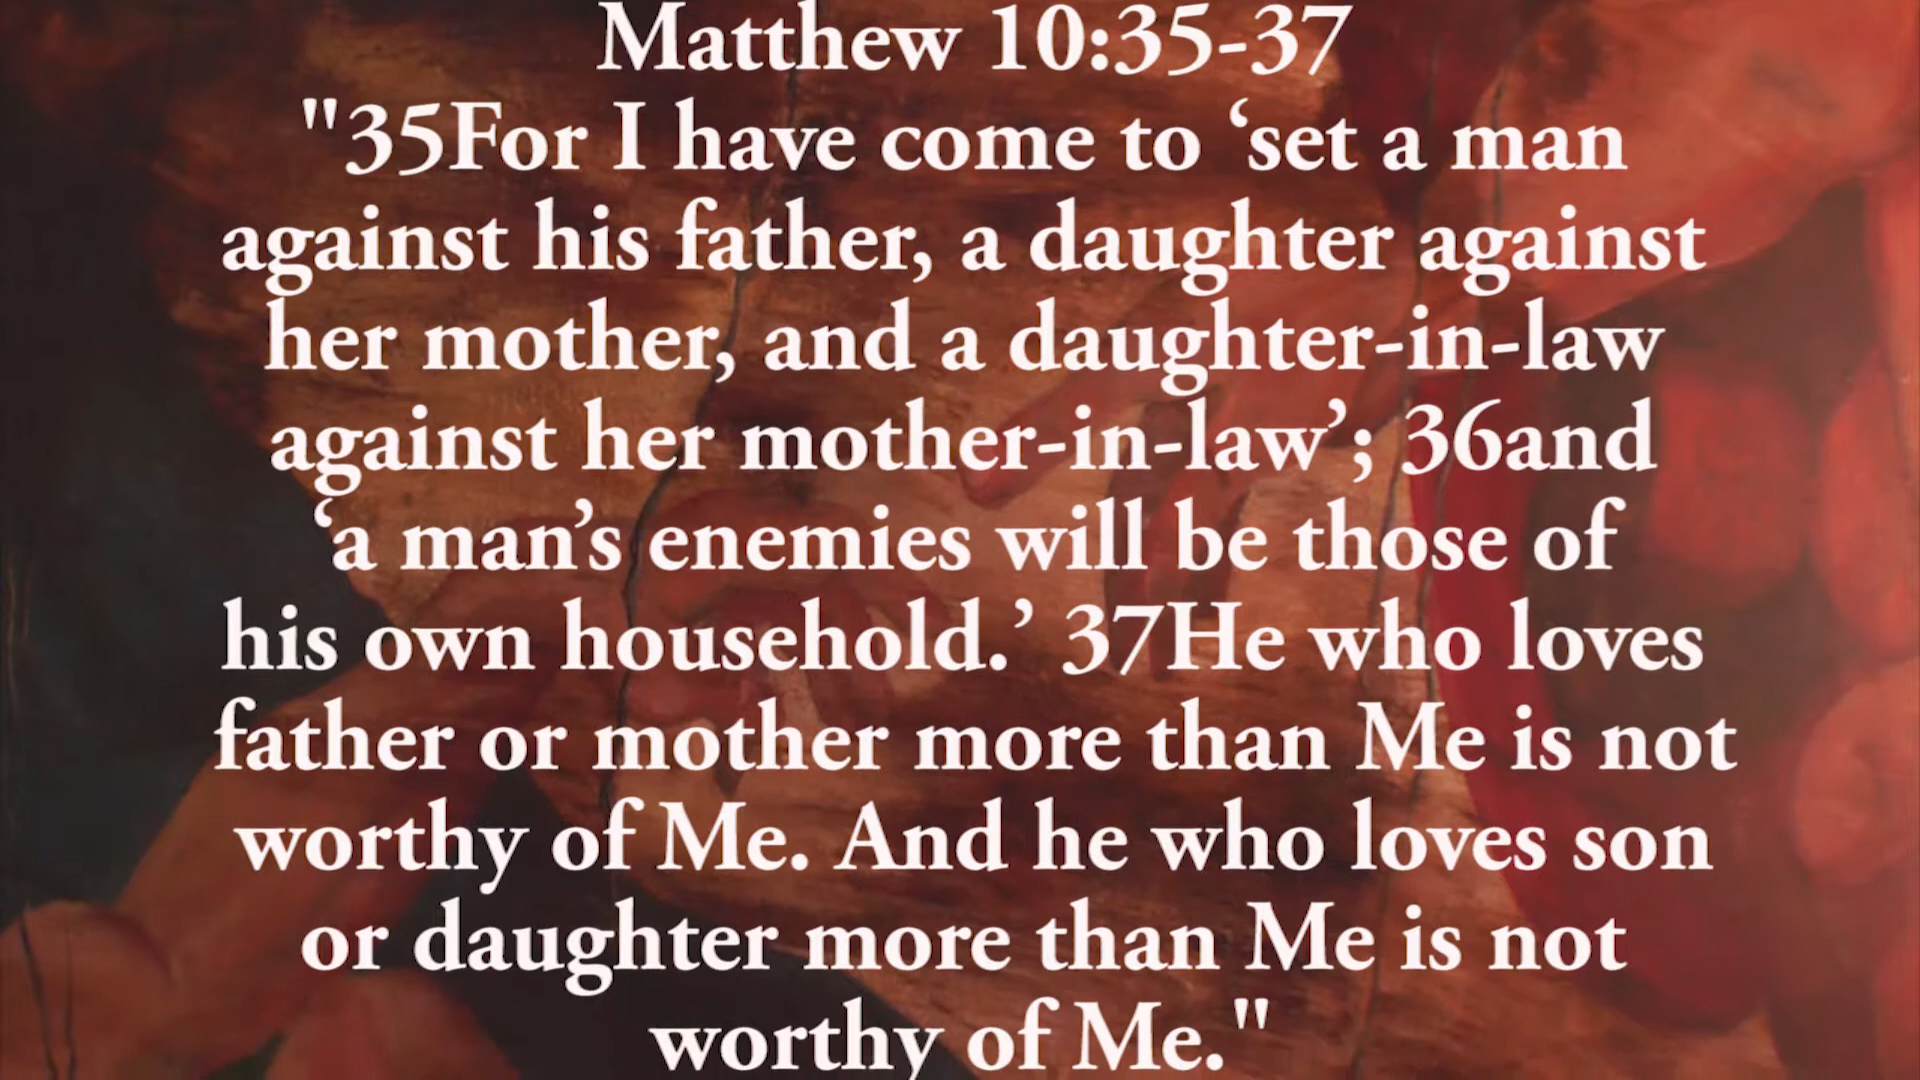 Matthew 10:35-37
"35For I have come to ‘set a man
against his father, a daughter against
her mother, and a daughter-in-law
against her mother-in-law’; 36and
‘a man’s enemies will be those of
his own household.’ 37He who loves
father or mother more than Me is not
worthy of Me. And he who loves son
or daughter more than Me is not
worthy of Me."